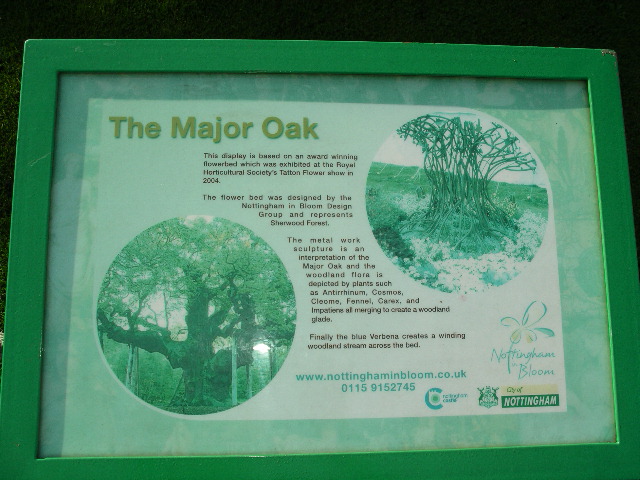 The Major Oak
This display is based on an award winning
flowerbed which was exhibited at the Royal
Horticultural Society's Tatton Flower show in
2004.
The flower bed was designed by the
Nottingham in Bloom Design
Group and represents
Sherwood Forest.
The metal work
sculpture is an
interpretation of the
Major Oak and the
woodland flora is
depicted by plants such
as Antirrhinum, Cosmos,
Cleome, Fennel, Carex, and
Impatiens all merging to create a woodland
glade.
Finally the blue Verbena creates a winding
woodland stream across the bed.
www.nottinghaminbloom.co.uk
0115 9152745
nottingham
castle
City of
NOTTINGHAM
Nottingham
in
Bloom